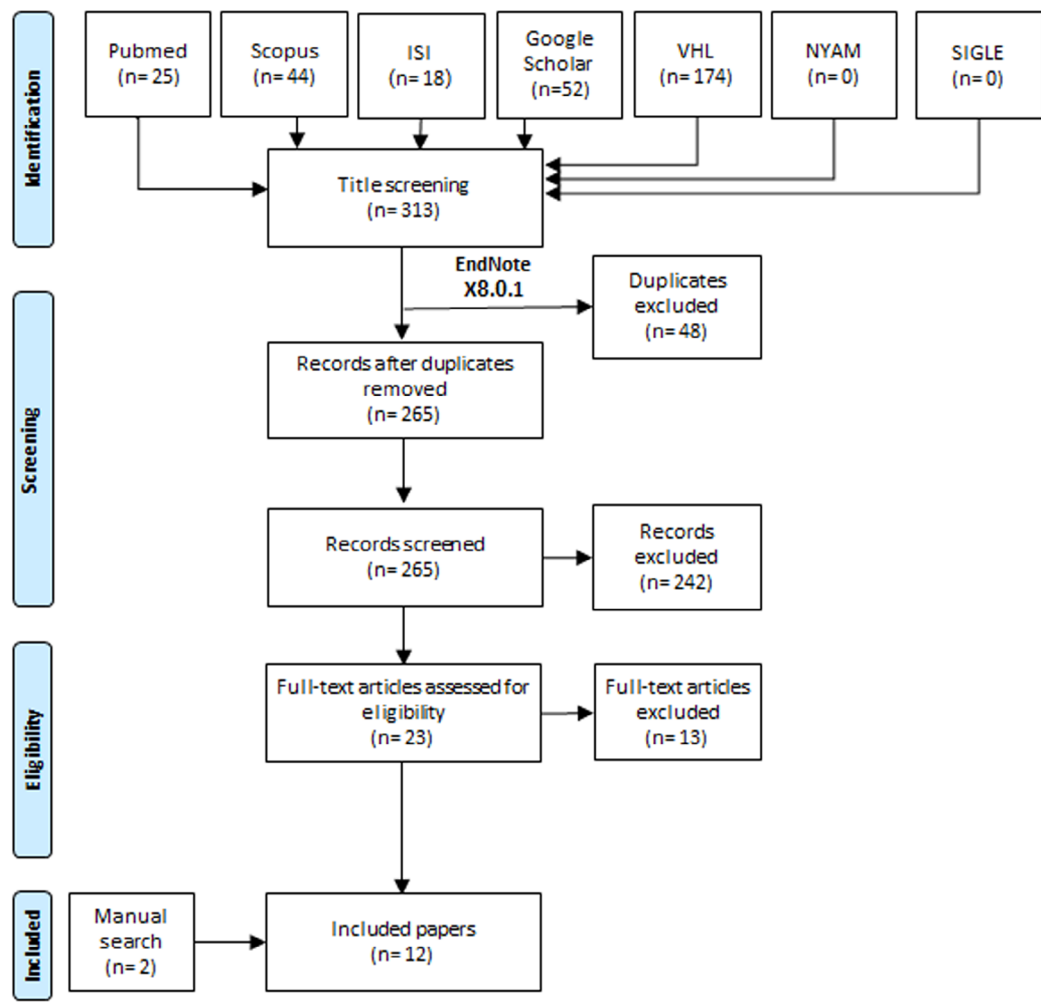 Identification
Pubmed
(n= 25)
Scopus
(n= 44)
ISI
(n= 18)
Google
Scholar
(n=52)
VHL
(n= 174)
NYAM
(n= 0)
SIGLE
(n= 0)
Title screening
(n= 313)
EndNote
X8.0.1
Duplicates
excluded
(n= 48)
Screening
Records after duplicates
removed
(n= 265)
Records screened
(n= 265)
Records
excluded
(n= 242)
Eligibility
Full-text articles assessed for
eligibility
(n= 23)
Full-text articles
excluded
(n= 13)
Included
Manual
search
(n= 2)
Included papers
(n= 12)